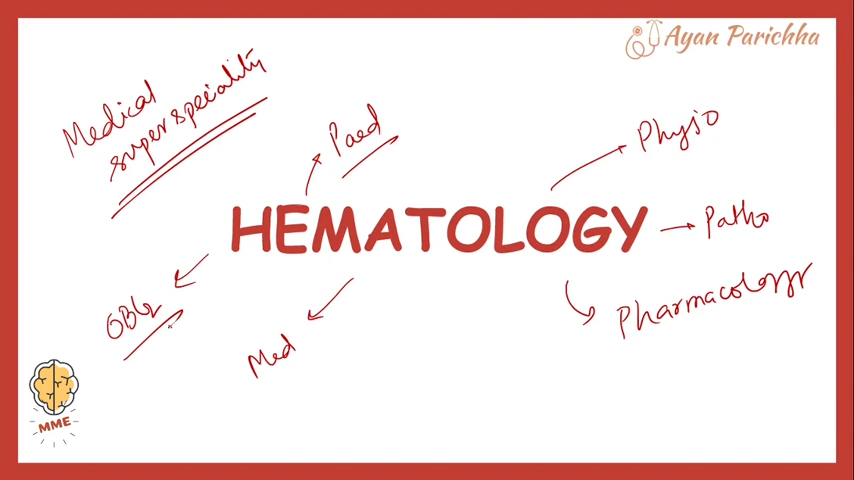 Ayan Parichha
Medical
superspeciality
Paed
Physio
HEMATOLOGY
Patho
OBG
Pharmacology
Med
MME